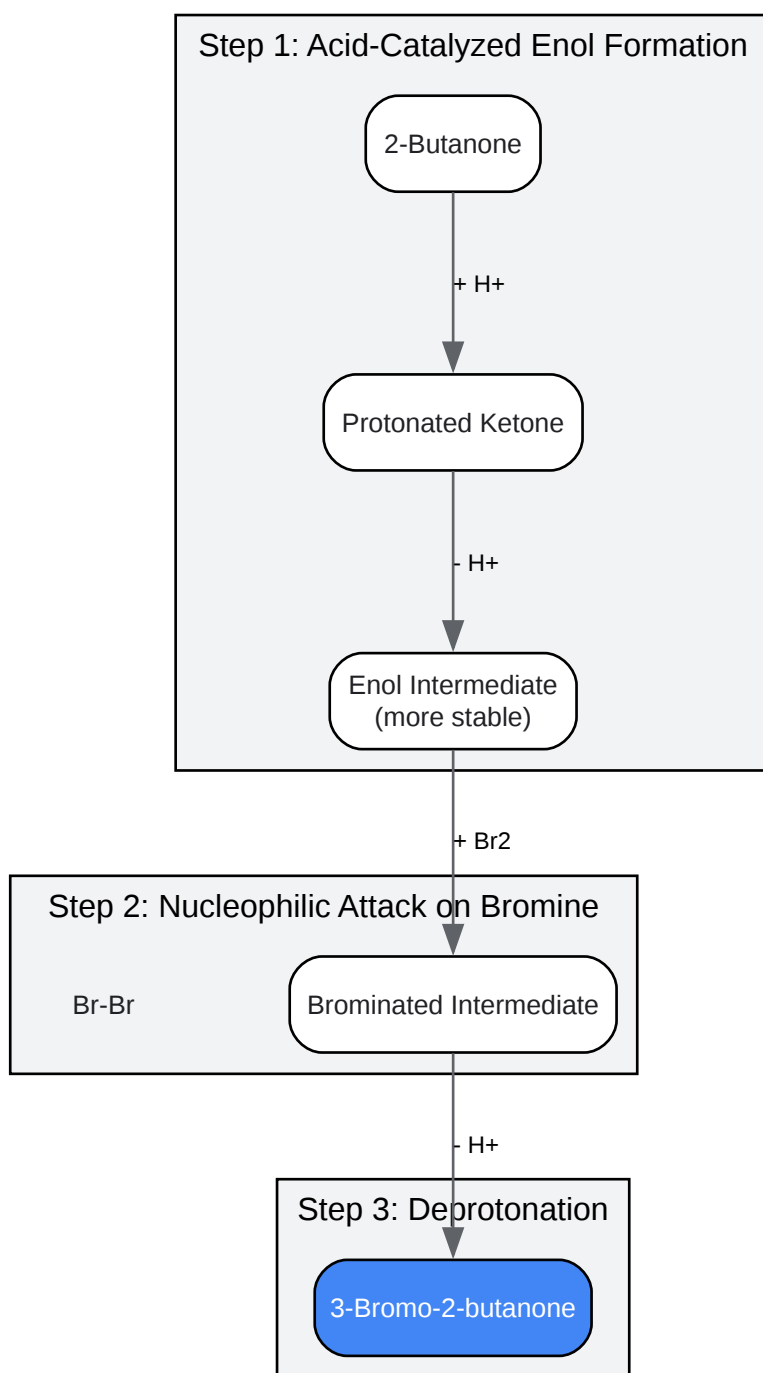 Step 1: Acid-Catalyzed Enol Formation
2-Butanone
+ H+
Protonated Ketone
- H+
Enol Intermediate
(more stable)
+ Br2
Step 2: Nucleophilic Attack on Bromine
Br-Br
Brominated Intermediate
- H+
Step 3: Deprotonation
3-Bromo-2-butanone